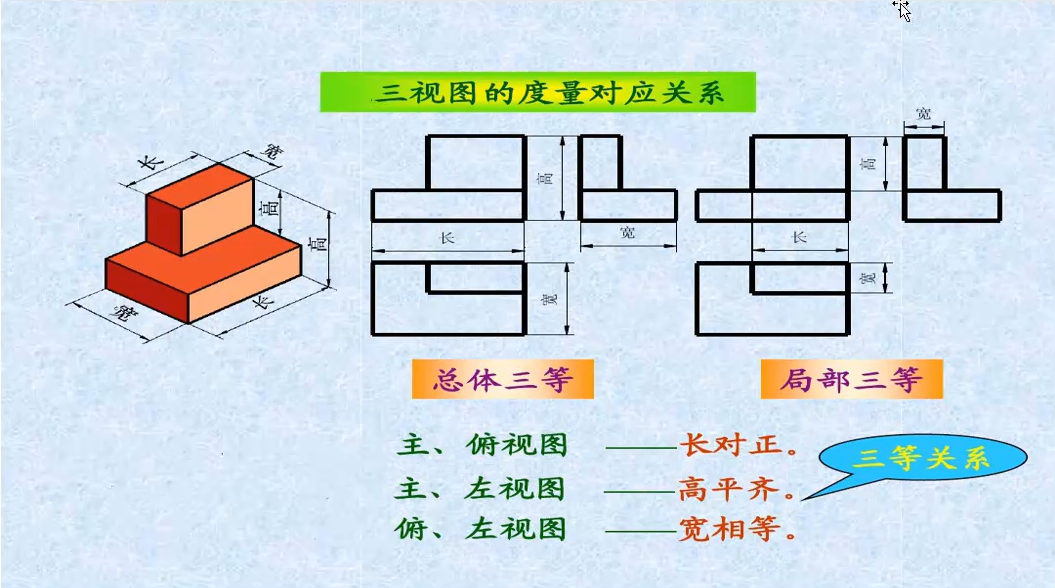 三视图的度量对应关系
宽
长
宽
高
高
长
宽
高
宽
长
宽
高
长
宽
总体三等
局部三等
主、俯视图 ——长对正。
三等关系
主、左视图 ——高平齐。
俯、左视图 ——宽相等。